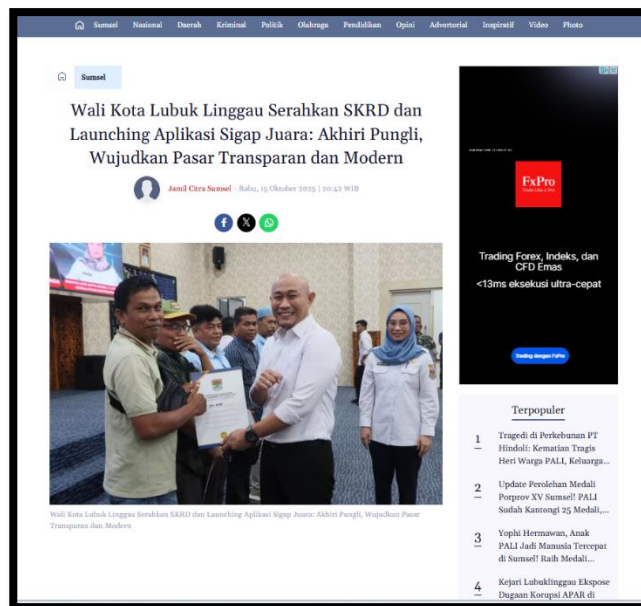 Sumsel Nasional Daerah Kriminal Politik Olahraga Pendidikan Opini Advertorial Inspiratif Video Photo
Sumsel
Wali Kota Lubuk Linggau Serahkan SKRD dan
Launching Aplikasi Sigap Juara: Akhiri Pungli,
Wujudkan Pasar Transparan dan Modern
Jamil Citra Sumsel - Rabu, 15 Oktober 2025 | 20:42 WIB
Wali Kota Lubuk Linggau Serahkan SKRD dan Launching Aplikasi Sigap Juara: Akhiri Pungli, Wujudkan Pasar
Transparan dan Modern
FxPro
Trade Like a Pro
Trading Forex, Indeks, dan
CFD Emas
<13ms eksekusi ultra-cepat
Trading dengan FxPro
Terpopuler
1 Tragedi di Perkebunan PT
Hindoli: Kematian Tragis
Heri Warga PALI, Keluarga...
2 Update Perolehan Medali
Porprov XV Sumsel! PALI
Sudah Kantongi 25 Medali,...
3 Yophi Hermawan, Anak
PALI Jadi Manusia Tercepat
di Sumsel! Raih Medali...
4 Kejari Lubuklinggau Ekspose
Dugaan Korupsi APAR di